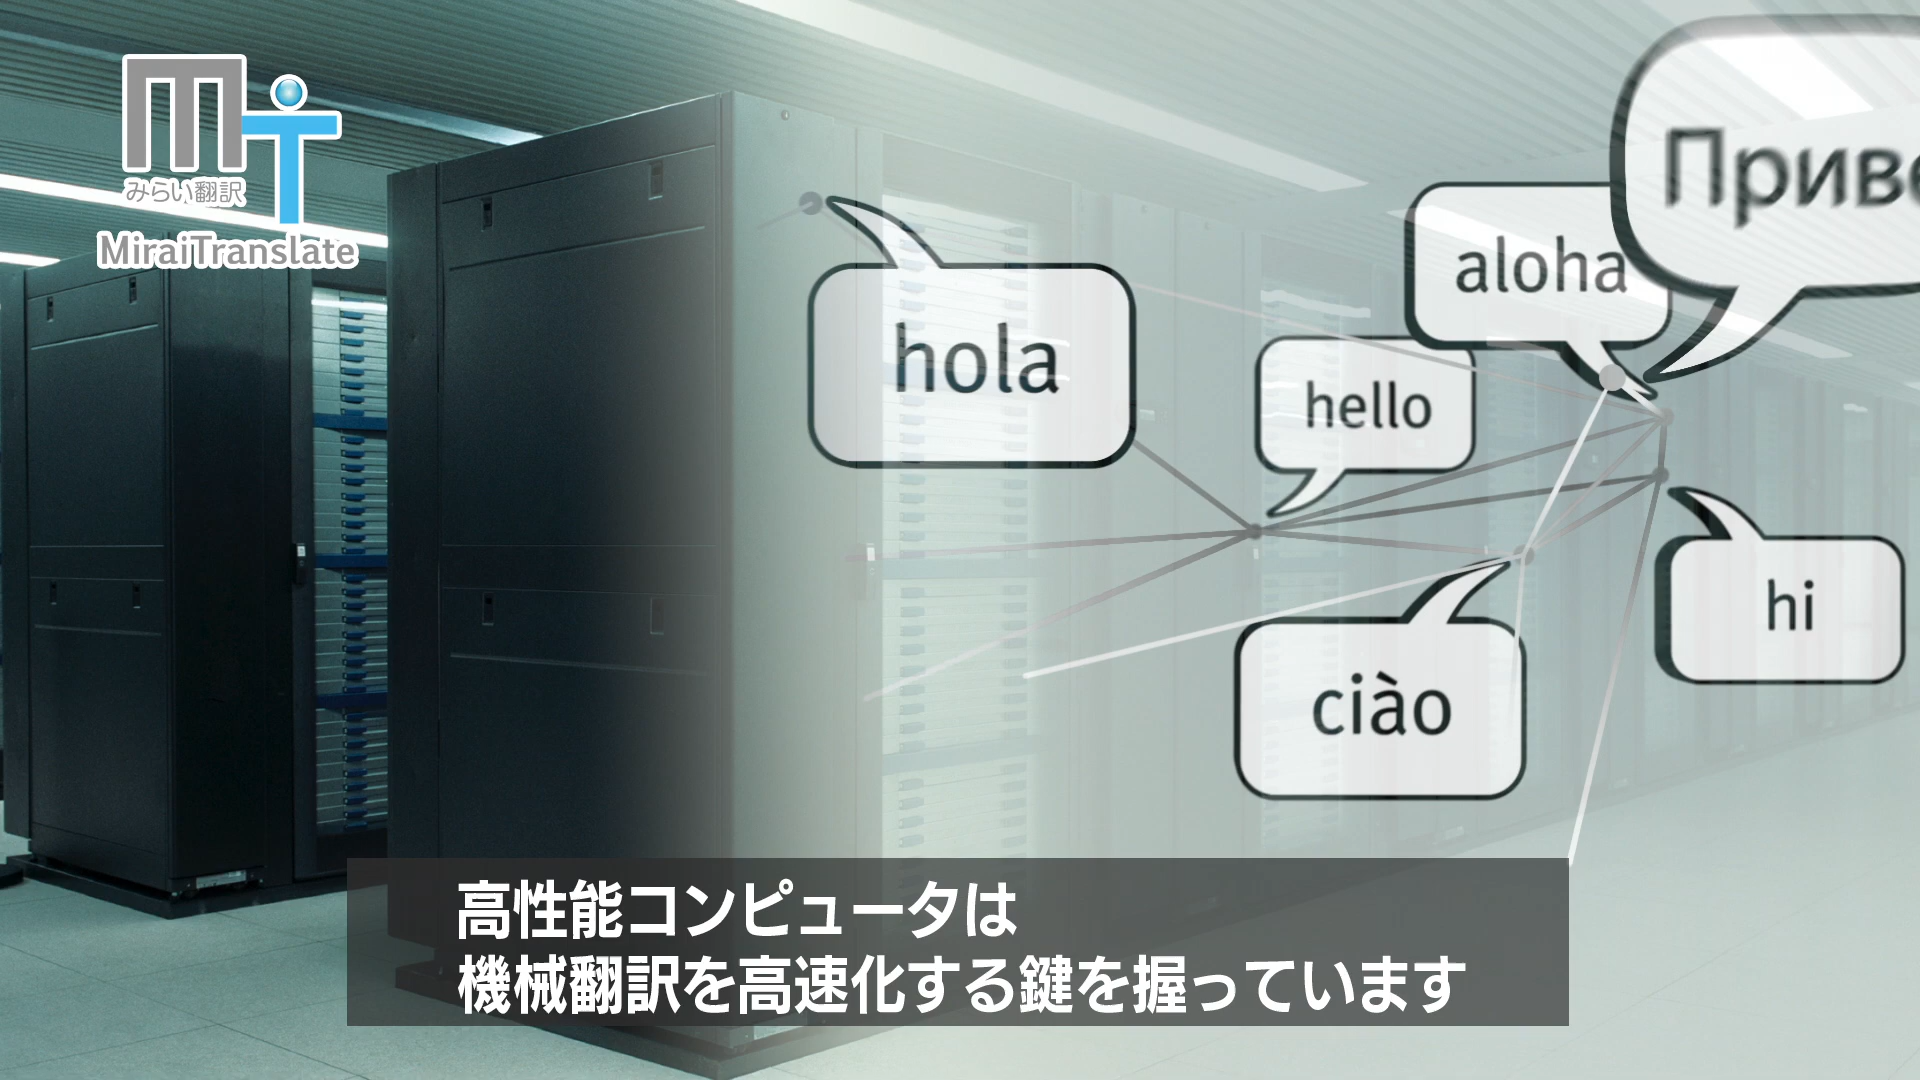 みらい翻訳
MiraiTranslate
Приве
aloha
hola
hello
hi
ciào
高性能コンピュータは
機械翻訳を高速化する鍵を握っています